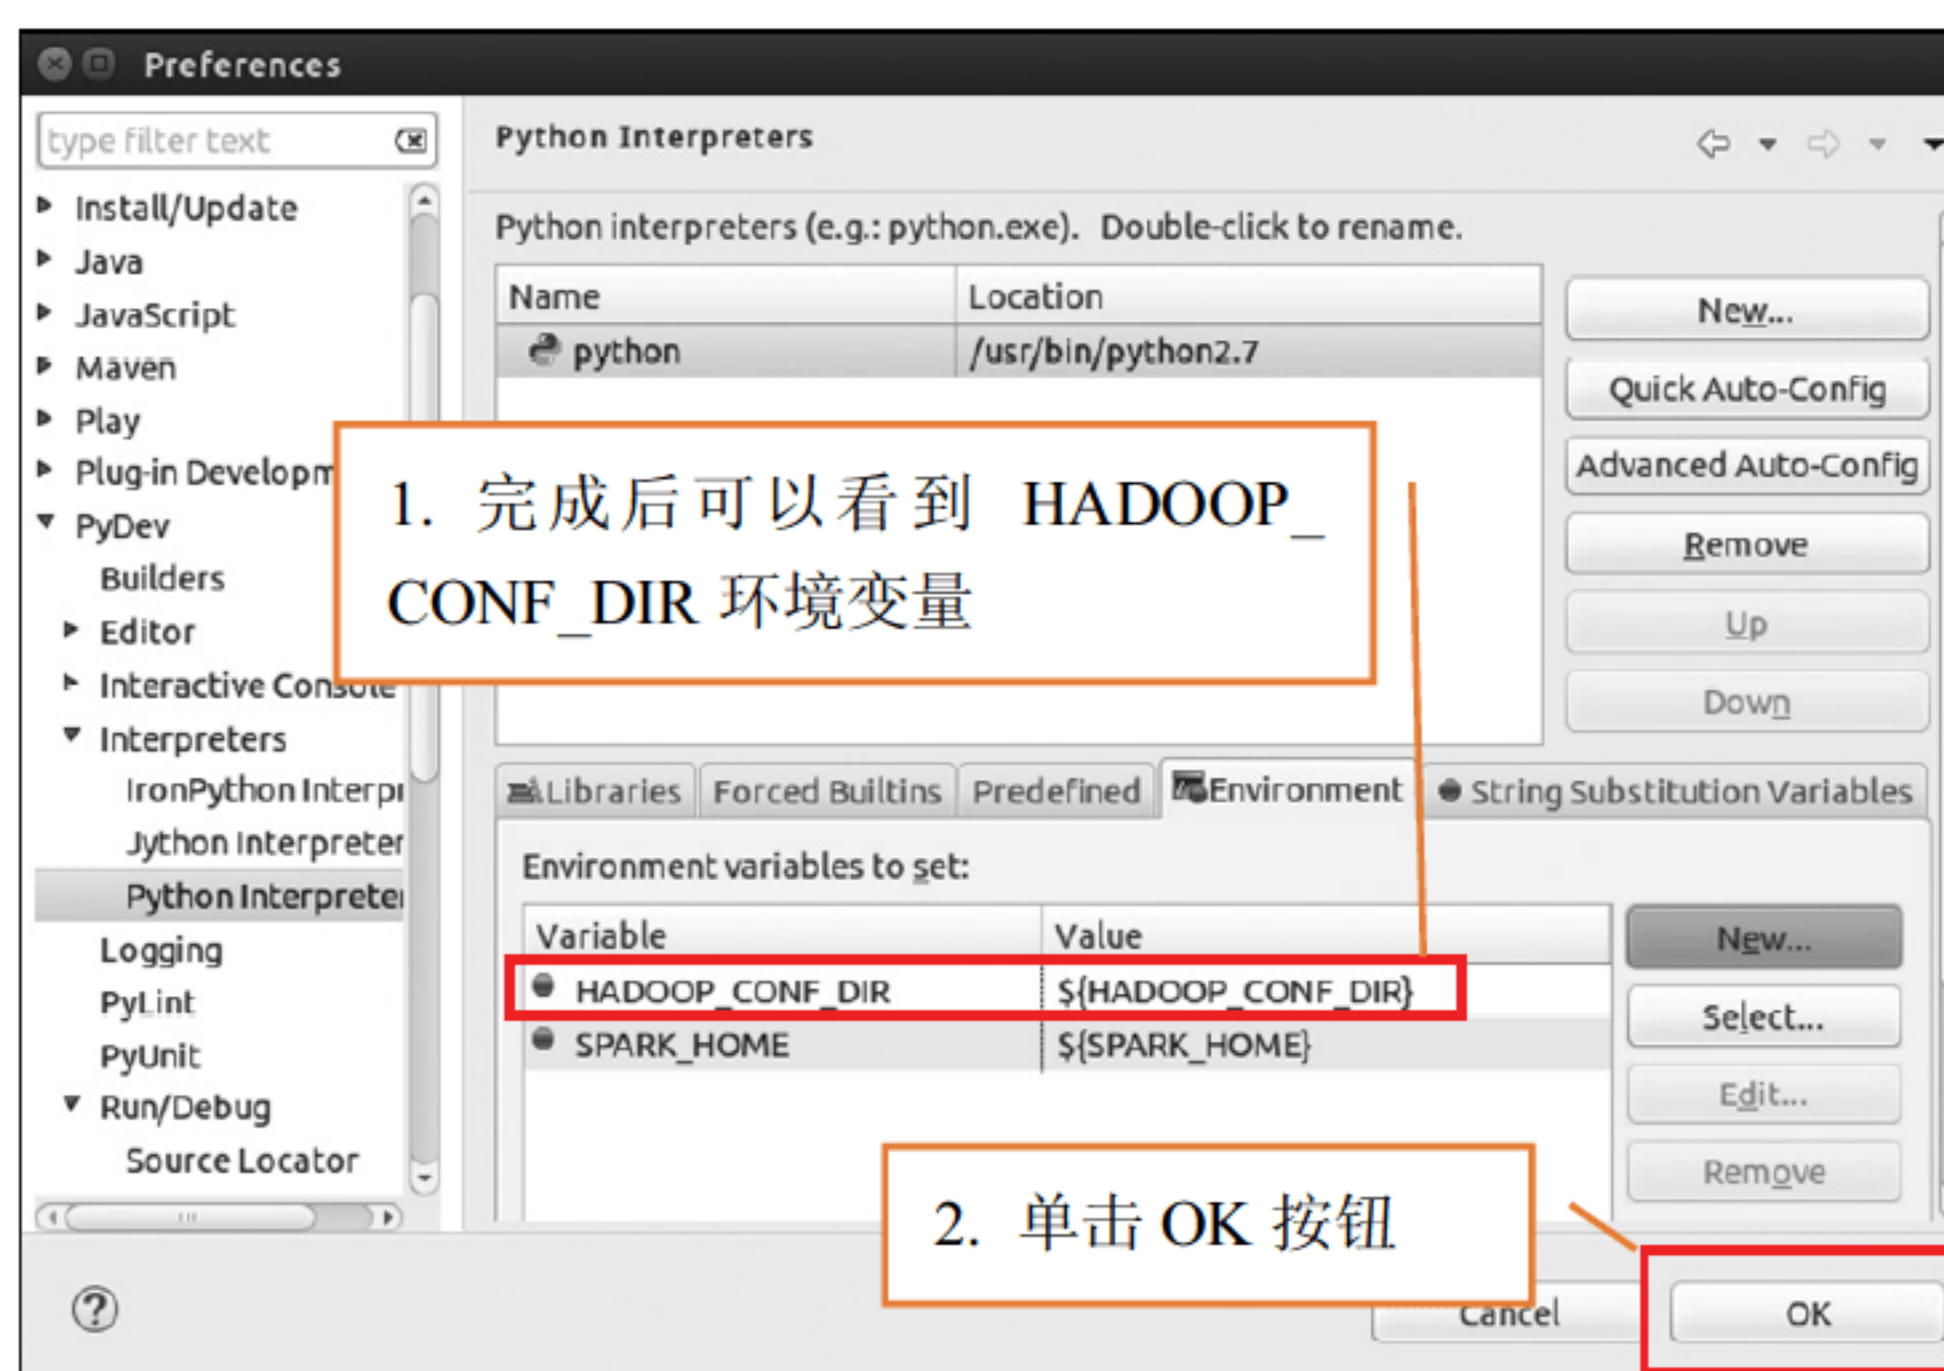 Preferences
type filter text
Install/Update
Java
JavaScript
Maven
Play
Plug-in Developm
PyDev
Builders
Editor
Interactive Console
Interpreters
IronPython Interpr
Jython Interpreter
Python Interpreter
Logging
PyLint
PyUnit
Run/Debug
Source Locator
Python Interpreters
Python interpreters (e.g.: python.exe). Double-click to rename.
Name Location
python /usr/bin/python2.7
New...
Quick Auto-Config
Advanced Auto-Config
Remove
Up
Down
1. 完成后可以看到 HADOOP_
CONF_DIR 环境变量
Libraries Forced Builtins Predefined Environment String Substitution Variables
Environment variables to set:
Variable Value
HADOOP_CONF_DIR ${HADOOP_CONF_DIR}
SPARK_HOME ${SPARK_HOME}
New...
Select...
Edit...
Remove
2. 单击 OK 按钮
Cancel
OK